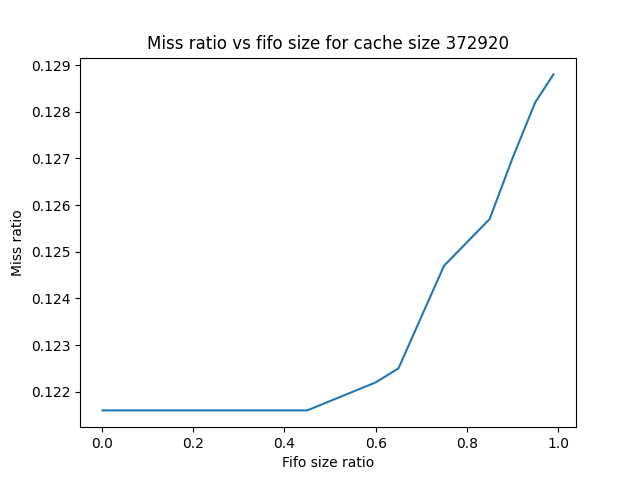 Miss ratio vs fifo size for cache size 372920
0.129
0.128
0.127
0.126
0.125
0.124
0.123
0.122
Miss ratio
0.0 0.2 0.4 0.6 0.8 1.0
Fifo size ratio